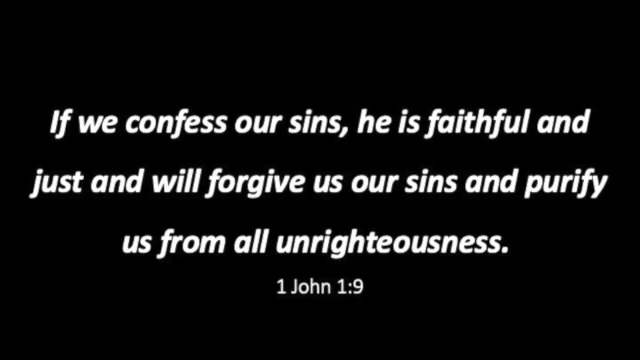 If we confess our sins, he is faithful and
just and will forgive us our sins and purify
us from all unrighteousness.
1 John 1:9